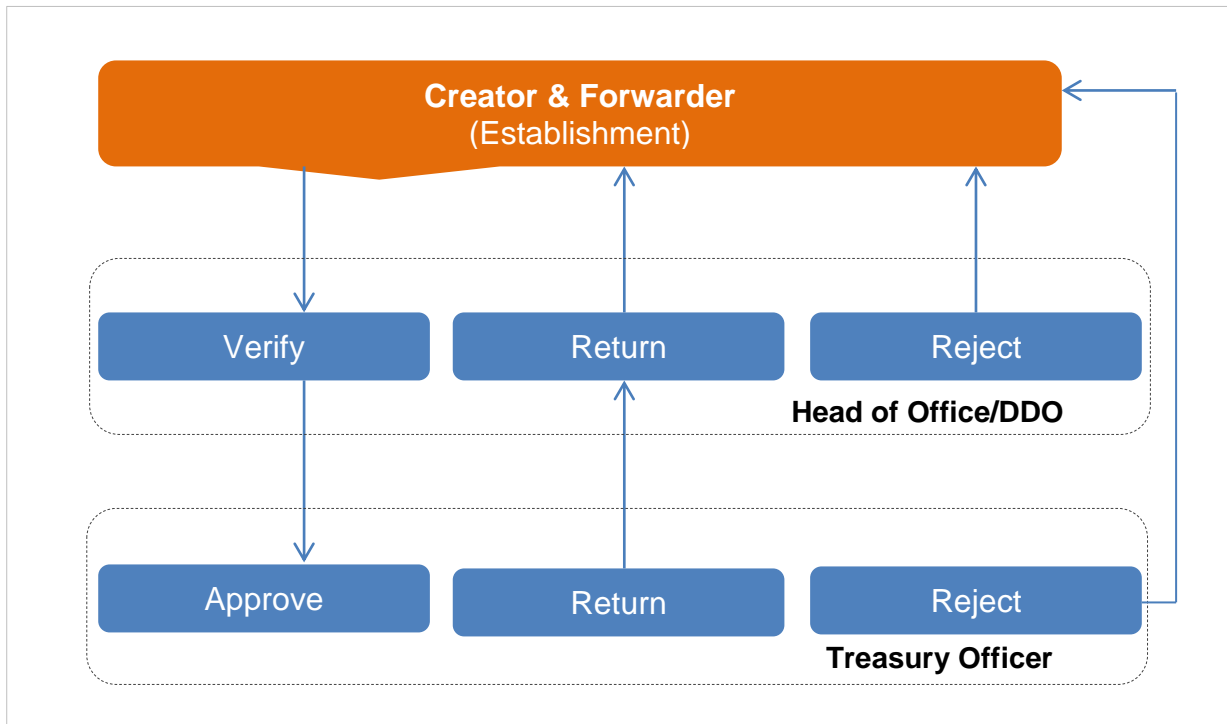 Creator & Forwarder
(Establishment)
Verify
Return
Reject
Head of Office/DDO
Approve
Return
Reject
Treasury Officer